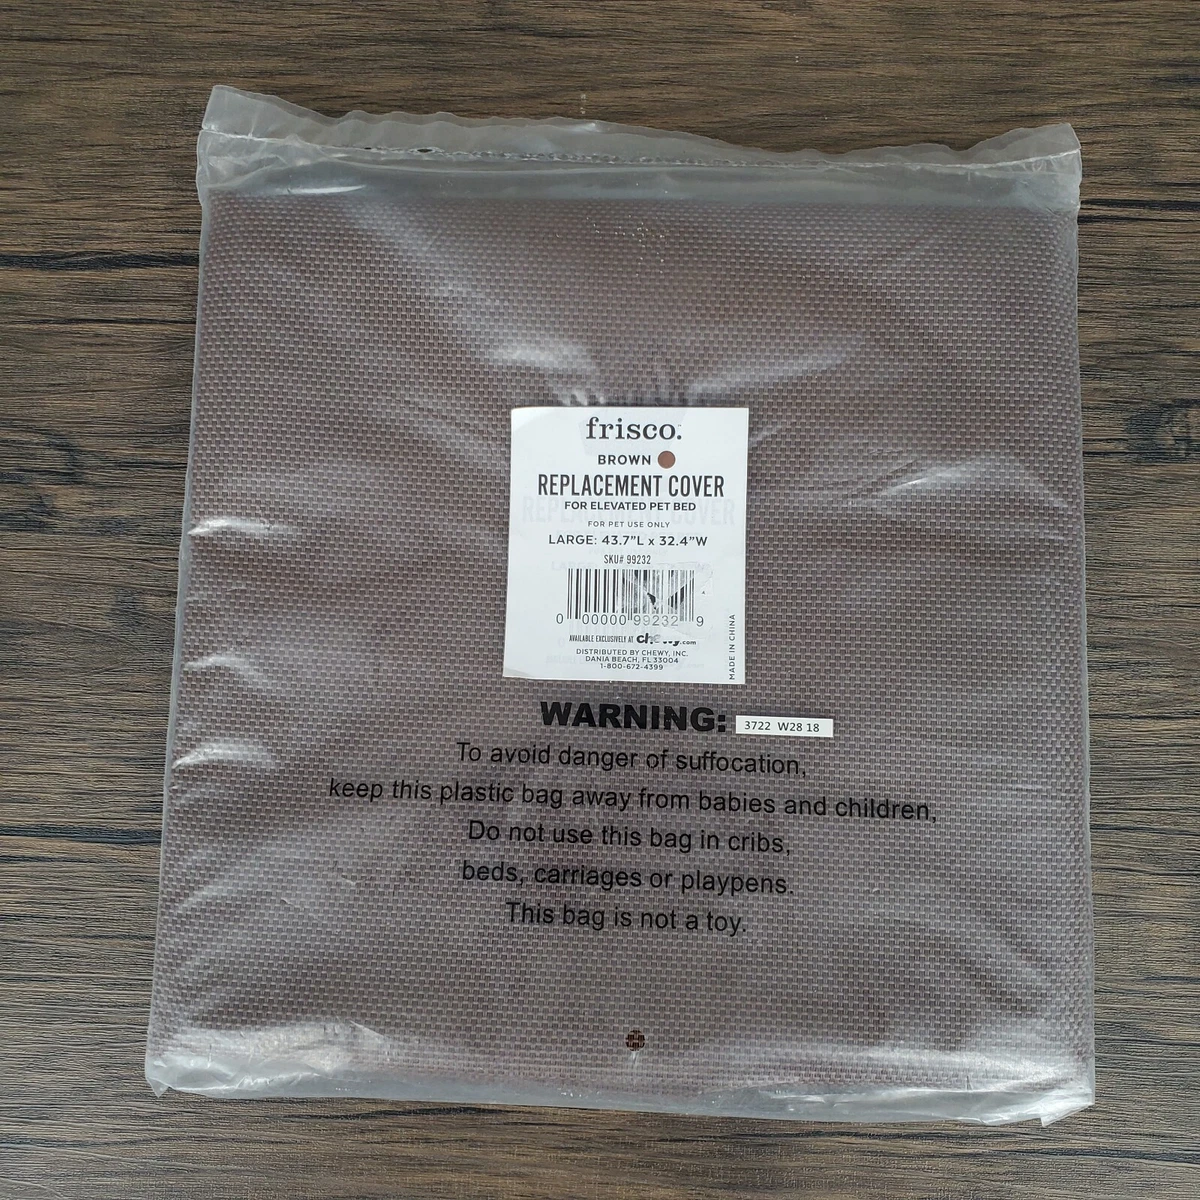 frisco.
BROWN
REPLACEMENT COVER
FOR ELEVATED PET BED
FOR PET USE ONLY
LARGE: 43.7"L x 32.4"W
SKU# 99232
0 00000 99232 9
AVAILABLE EXCLUSIVELY AT chewy.com
DISTRIBUTED BY CHEWY, INC.
DANIA BEACH, FL 33004
1-800-672-4399
MADE IN CHINA
WARNING:
3722 W28 18
To avoid danger of suffocation,
keep this plastic bag away from babies and children,
Do not use this bag in cribs,
beds, carriages or playpens.
This bag is not a toy.